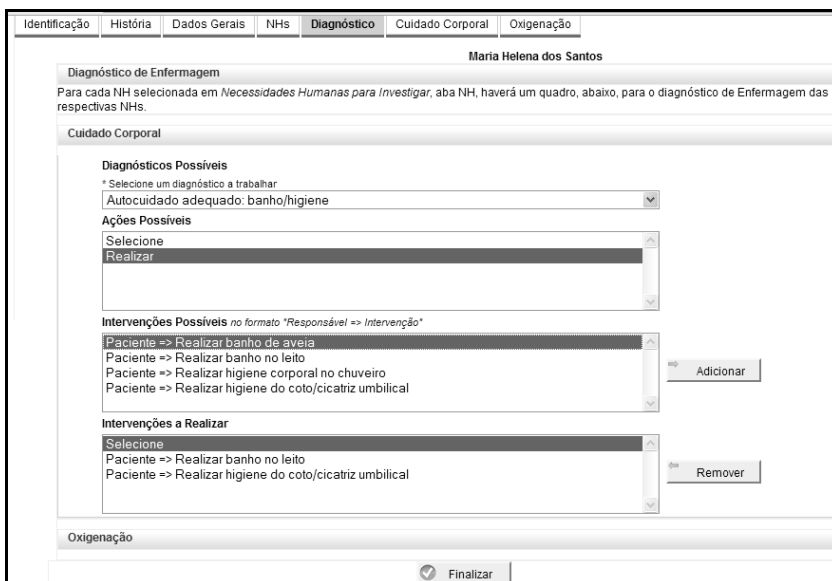 Identificação História Dados Gerais NHs Diagnóstico Cuidado Corporal Oxigenação
Maria Helena dos Santos
Diagnóstico de Enfermagem
Para cada NH selecionada em Necessidades Humanas para Investigar, aba NH, haverá um quadro, abaixo, para o diagnóstico de Enfermagem das
respectivas NHs.
Cuidado Corporal
Diagnósticos Possíveis
* Selecione um diagnóstico a trabalhar
Autocuidado adequado: banho/higiene
Ações Possíveis
Selecione
Realizar
Intervenções Possíveis no formato "Responsável => Intervenção"
Paciente => Realizar banho de aveia
Paciente => Realizar banho no leito
Paciente => Realizar higiene corporal no chuveiro
Paciente => Realizar higiene do coto/cicatriz umbilical
Adicionar
Intervenções a Realizar
Selecione
Paciente => Realizar banho no leito
Paciente => Realizar higiene do coto/cicatriz umbilical
Remover
Oxigenação
Finalizar